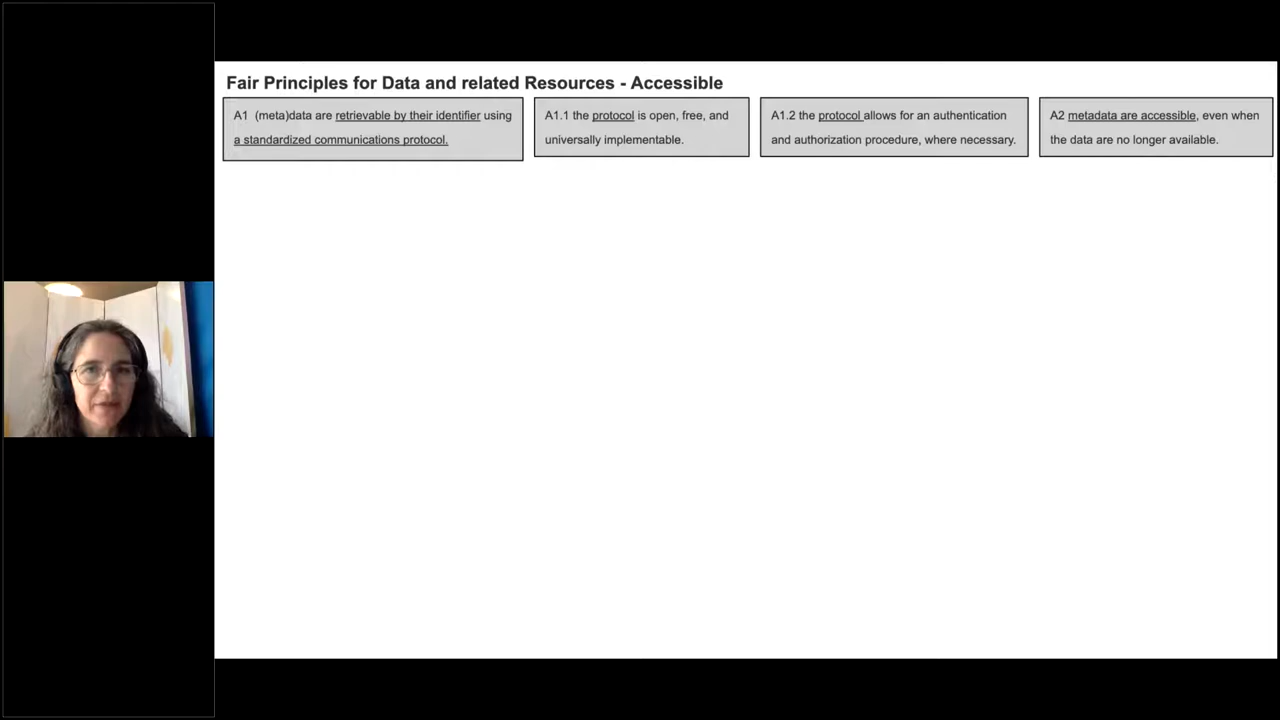 Fair Principles for Data and related Resources - Accessible
A1 (meta)data are retrievable by their identifier using
a standardized communications protocol.
A1.1 the protocol is open, free, and
universally implementable.
A1.2 the protocol allows for an authentication
and authorization procedure, where necessary.
A2 metadata are accessible, even when
the data are no longer available.